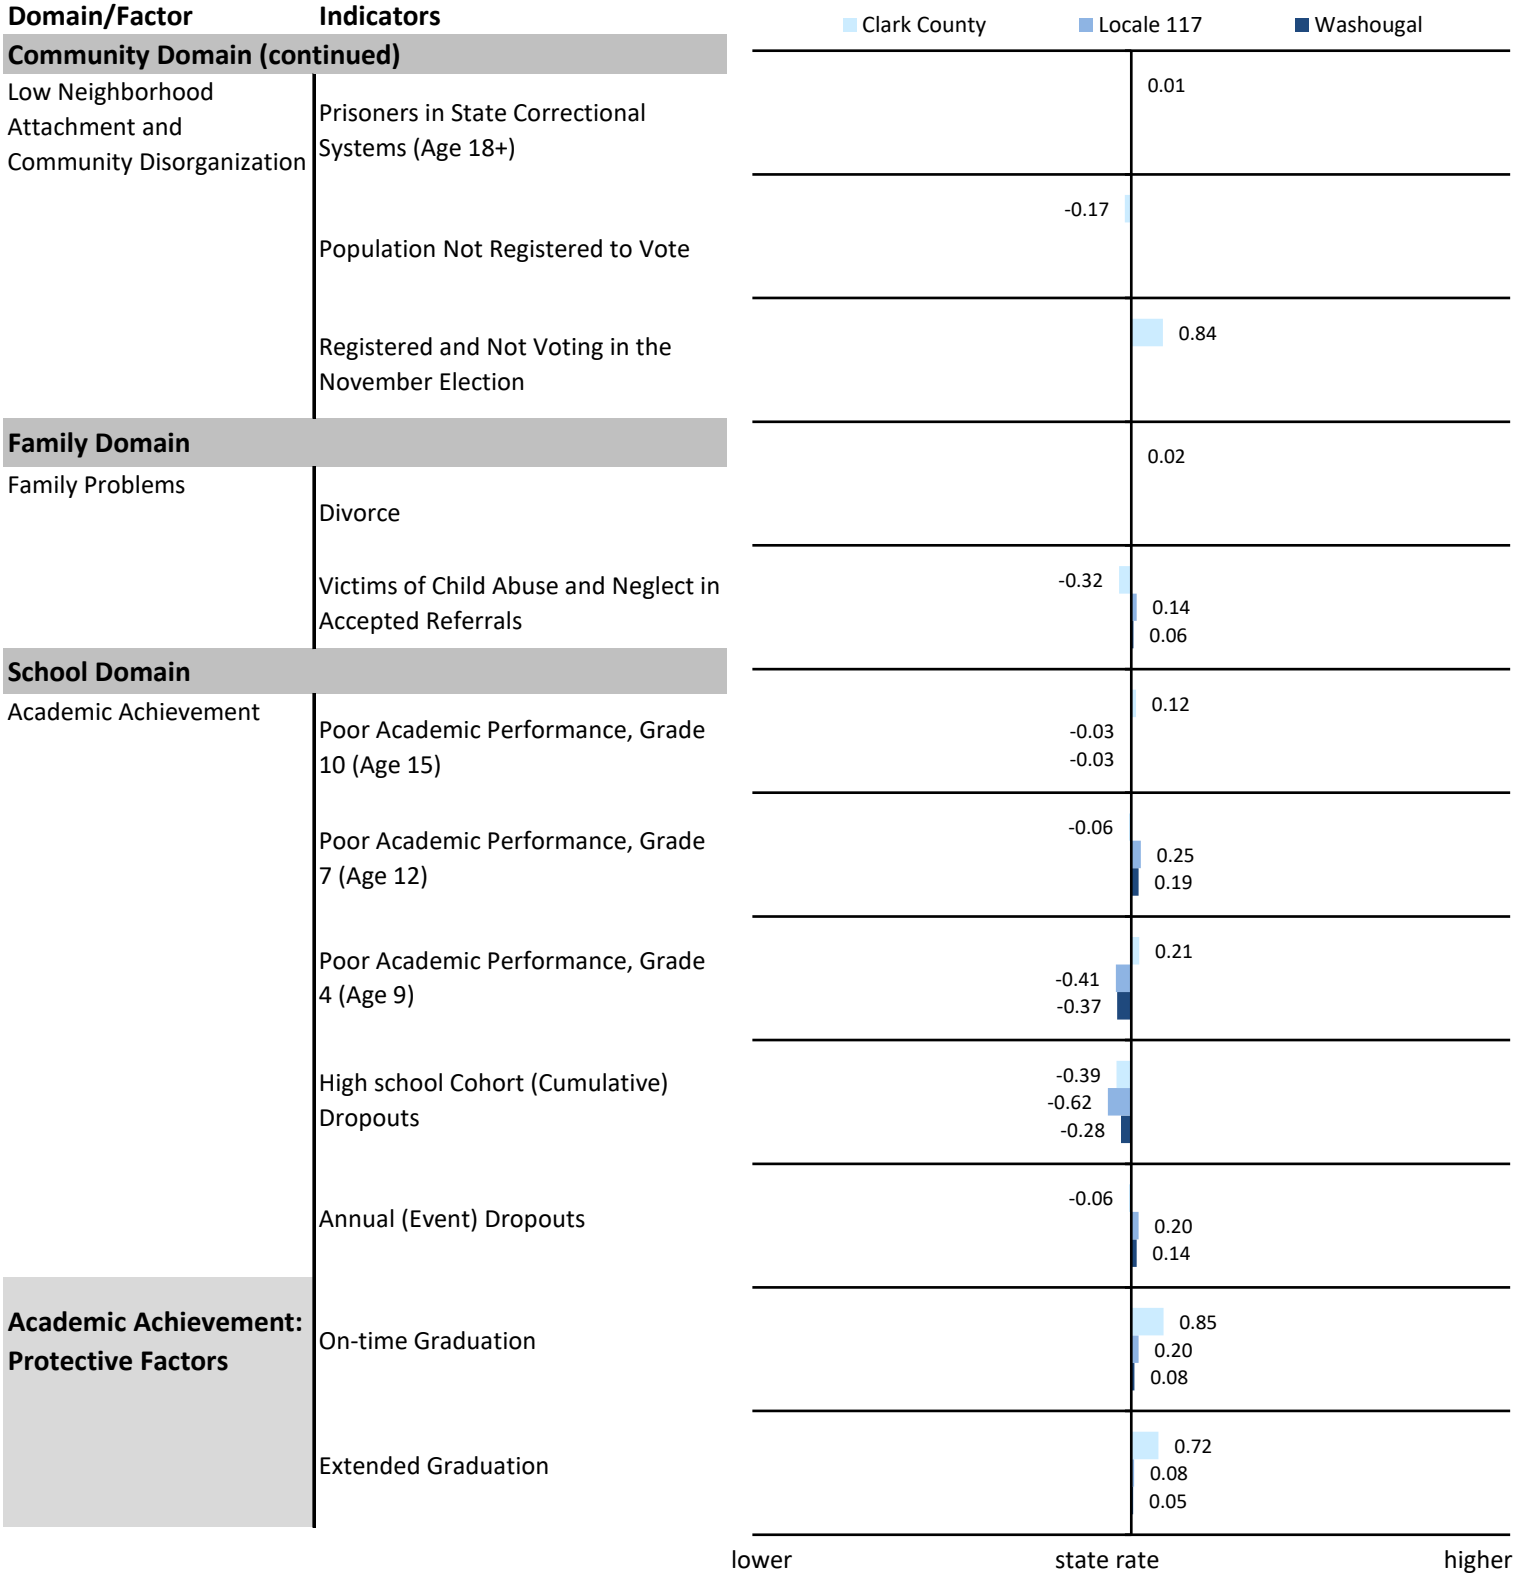 Domain/Factor Indicators
Clark County Locale 117 Washougal
Community Domain (continued)
Low Neighborhood
Attachment and
Community Disorganization
Prisoners in State Correctional
Systems (Age 18+)
0.01
Population Not Registered to Vote
-0.17
Registered and Not Voting in the
November Election
0.84
Family Domain
Family Problems
Divorce
0.02
Victims of Child Abuse and Neglect in
Accepted Referrals
-0.32
0.14
0.06
School Domain
Academic Achievement
Poor Academic Performance, Grade
10 (Age 15)
0.12
-0.03
-0.03
Poor Academic Performance, Grade
7 (Age 12)
-0.06
0.25
0.19
Poor Academic Performance, Grade
4 (Age 9)
0.21
-0.41
-0.37
High school Cohort (Cumulative)
Dropouts
-0.39
-0.62
-0.28
Annual (Event) Dropouts
-0.06
0.20
0.14
Academic Achievement:
Protective Factors
On-time Graduation
0.85
0.20
0.08
Extended Graduation
0.72
0.08
0.05
lower state rate higher